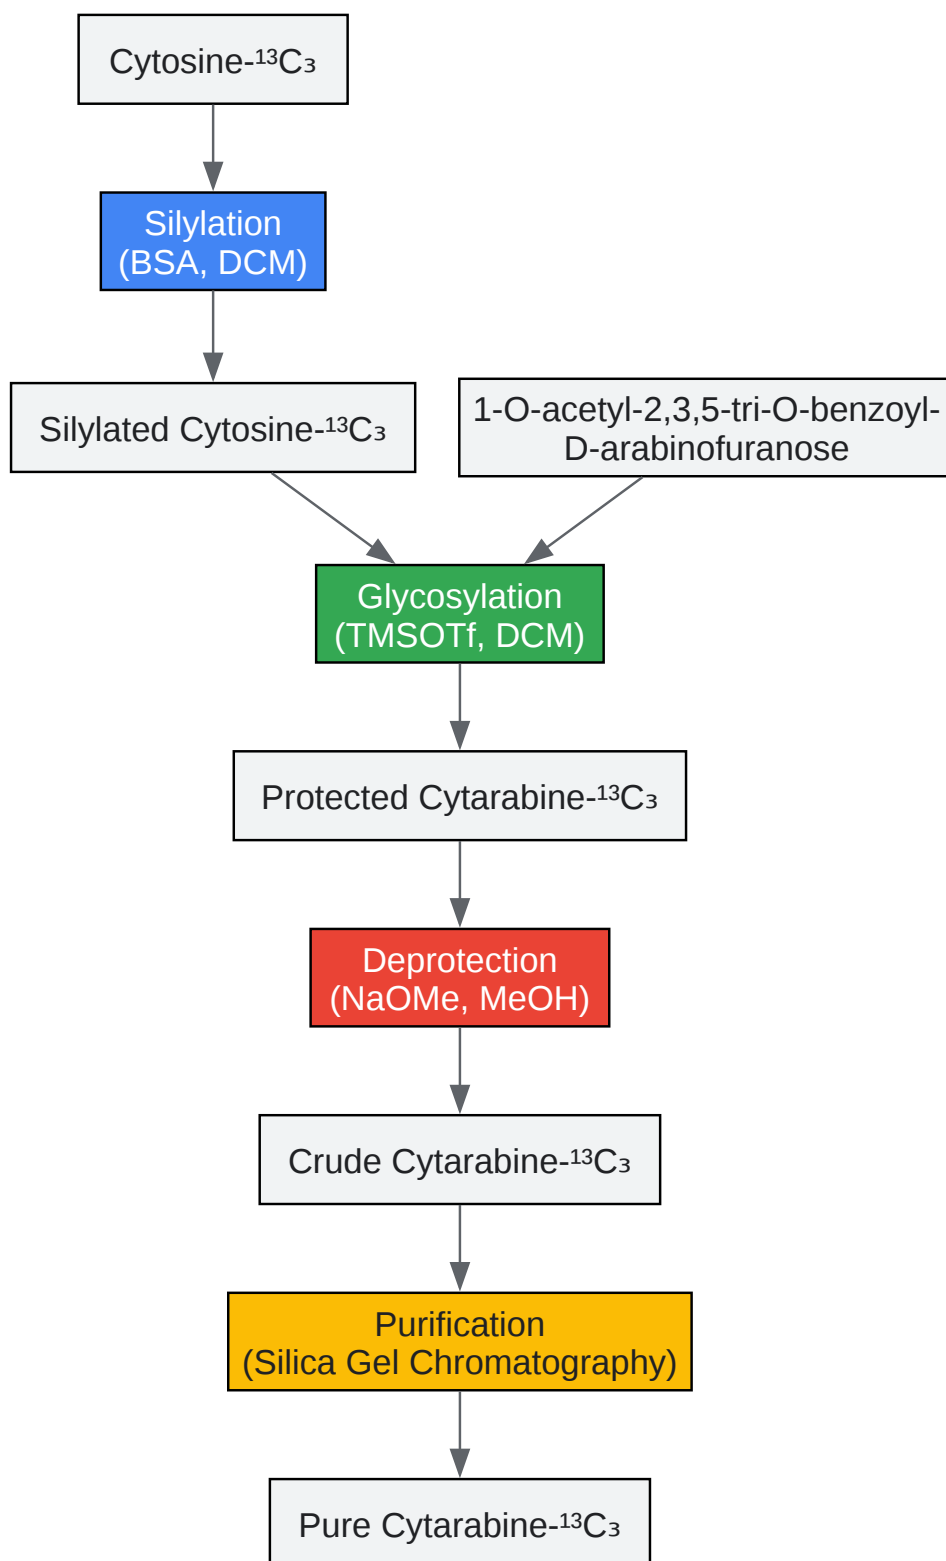 Cytosine-¹³C₃
Silylation
(BSA, DCM)
Silylated Cytosine-¹³C₃
1-O-acetyl-2,3,5-tri-O-benzoyl-
D-arabinofuranose
Glycosylation
(TMSOTf, DCM)
Protected Cytarabine-¹³C₃
Deprotection
(NaOMe, MeOH)
Crude Cytarabine-¹³C₃
Purification
(Silica Gel Chromatography)
Pure Cytarabine-¹³C₃